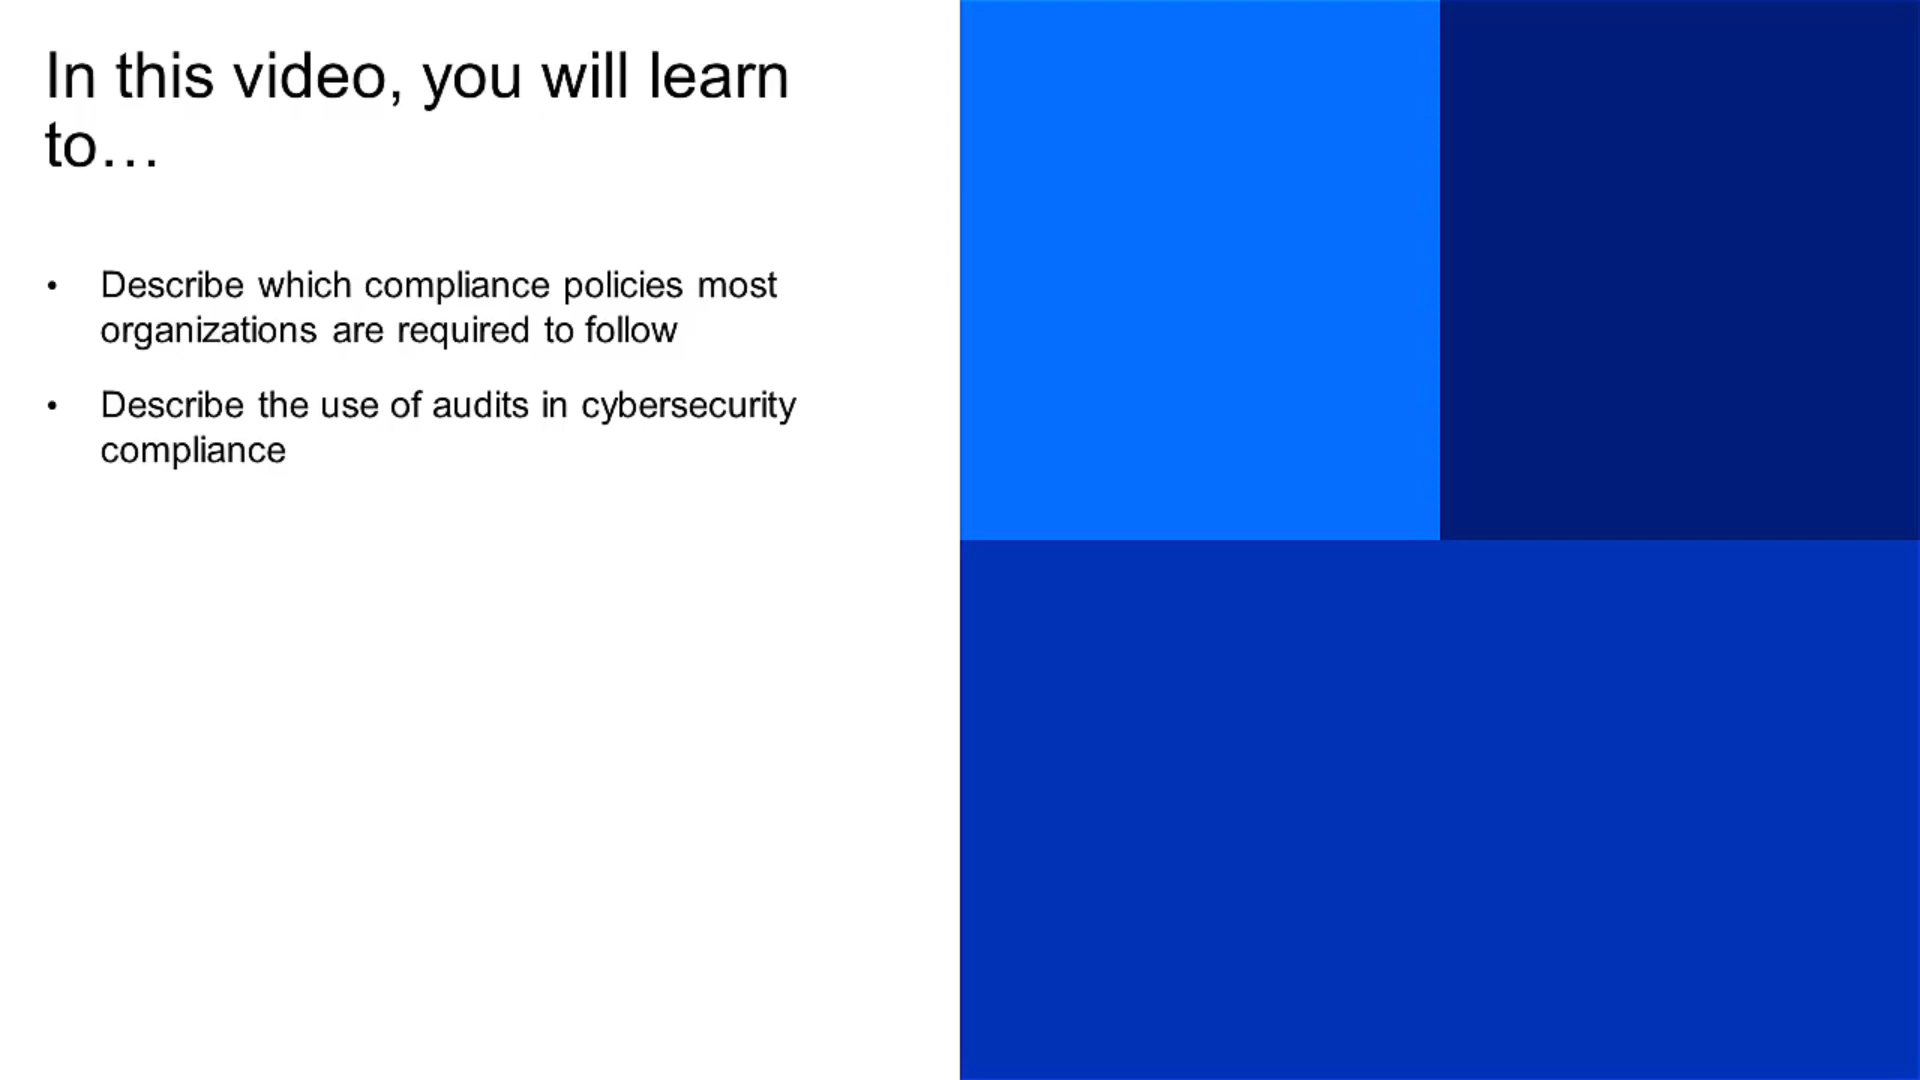 In this video, you will learn
to…
• Describe which compliance policies most
organizations are required to follow
• Describe the use of audits in cybersecurity
compliance